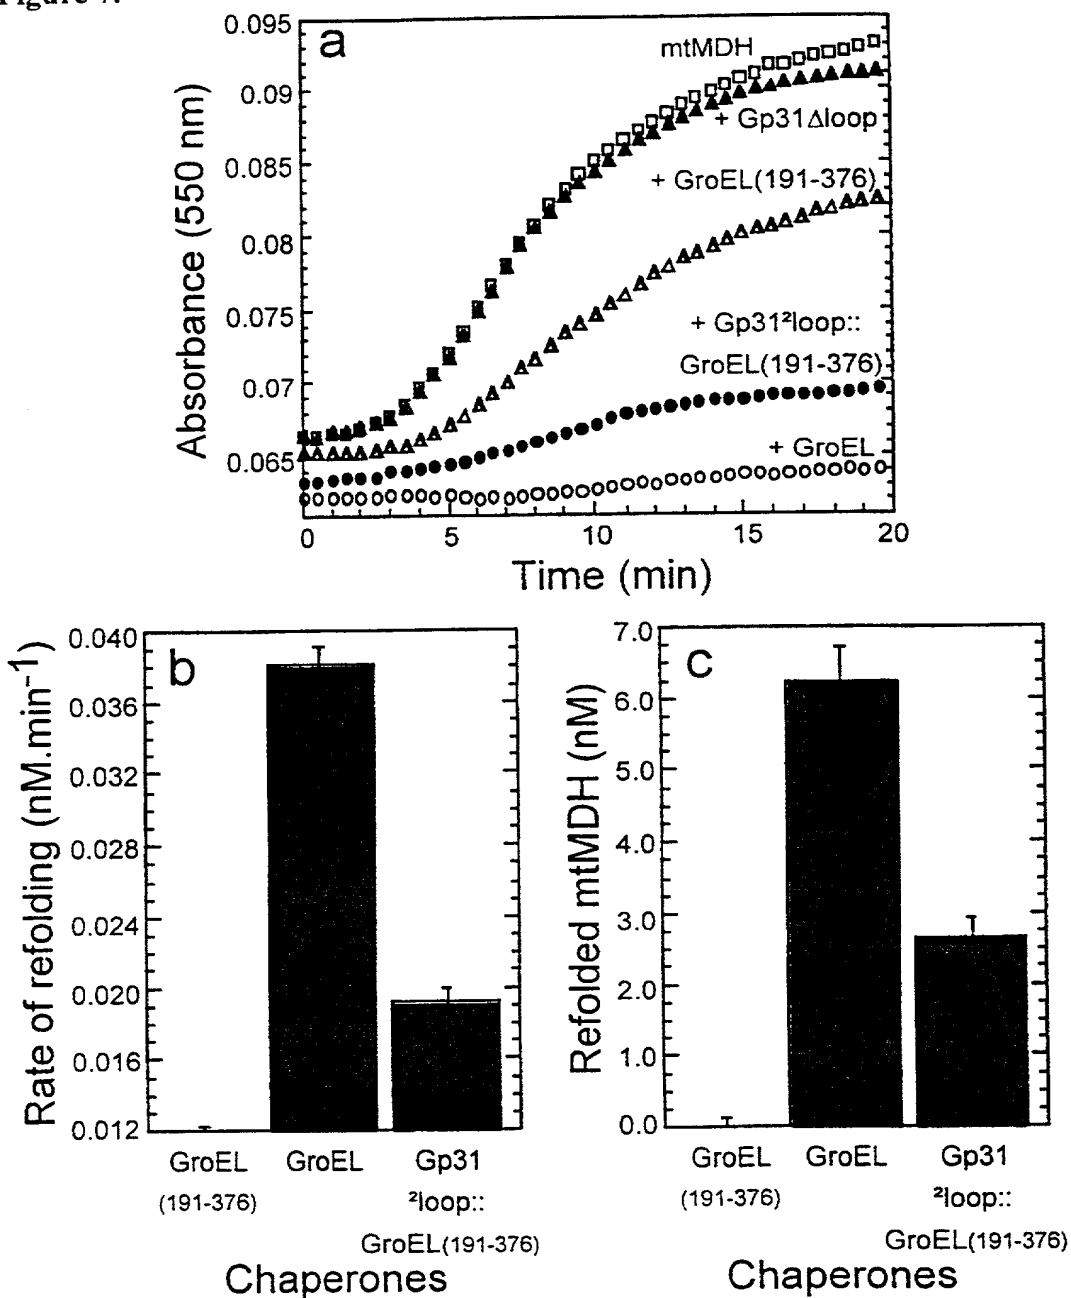 Figure 7.
a
0.095
0.09
0.085
0.08
0.075
0.07
0.065
Absorbance (550 nm)
mtMDH
+ Gp31Δloop
+ GroEL(191-376)
+ Gp31²loop::
GroEL(191-376)
+ GroEL
0 5 10 15 20
Time (min)
b
0.040
0.036
0.032
0.028
0.024
0.020
0.016
0.012
Rate of refolding (nM.min⁻¹)
GroEL GroEL Gp31
(191-376) ²loop::
GroEL(191-376)
Chaperones
c
7.0
6.0
5.0
4.0
3.0
2.0
1.0
0.0
Refolded mtMDH (nM)
GroEL GroEL Gp31
(191-376) ²loop::
GroEL(191-376)
Chaperones